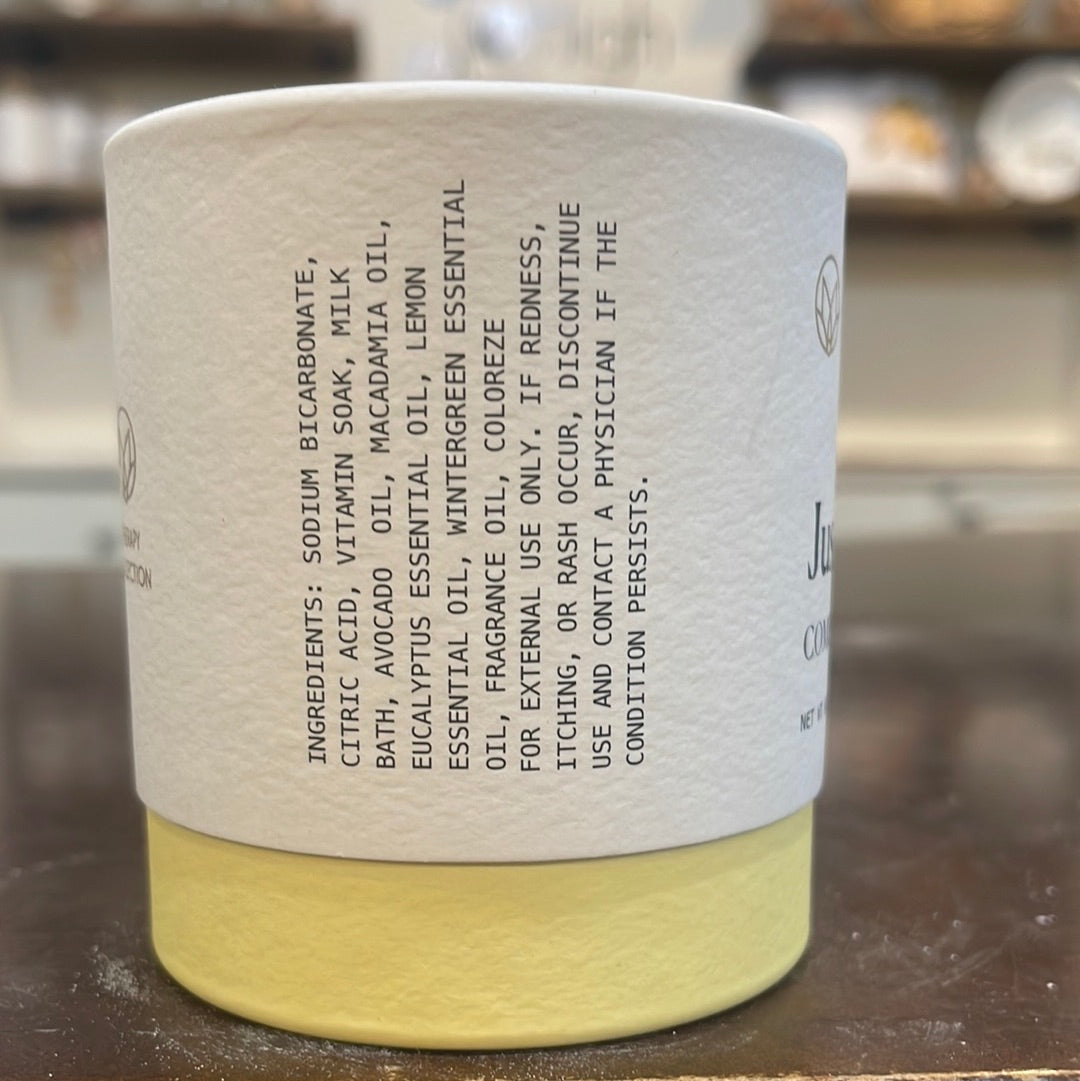 INGREDIENTS: SODIUM BICARBONATE,
CITRIC ACID, VITAMIN SOAK, MILK
BATH, AVOCADO OIL, MACADAMIA OIL,
EUCALYPTUS ESSENTIAL OIL, LEMON
ESSENTIAL OIL, WINTERGREEN ESSENTIAL
OIL, FRAGRANCE OIL, COLOREZE
FOR EXTERNAL USE ONLY. IF REDNESS,
ITCHING, OR RASH OCCUR, DISCONTINUE
USE AND CONTACT A PHYSICIAN IF THE
CONDITION PERSISTS.
NET